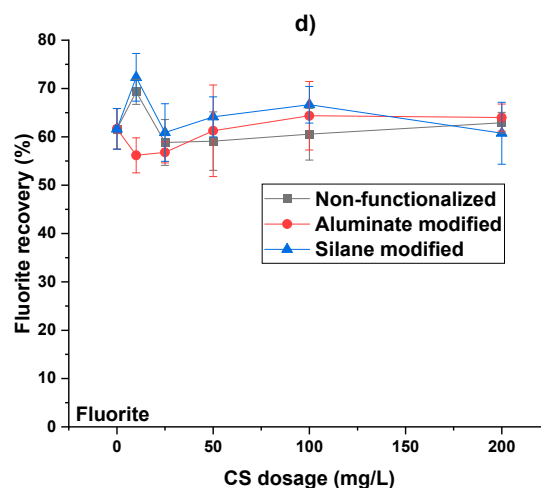 d)
80
70
60
50
40
30
20
10
0
Fluorite recovery (%)
Non-functionalized
Aluminate modified
Silane modified
Fluorite
0
50
100
150
200
CS dosage (mg/L)